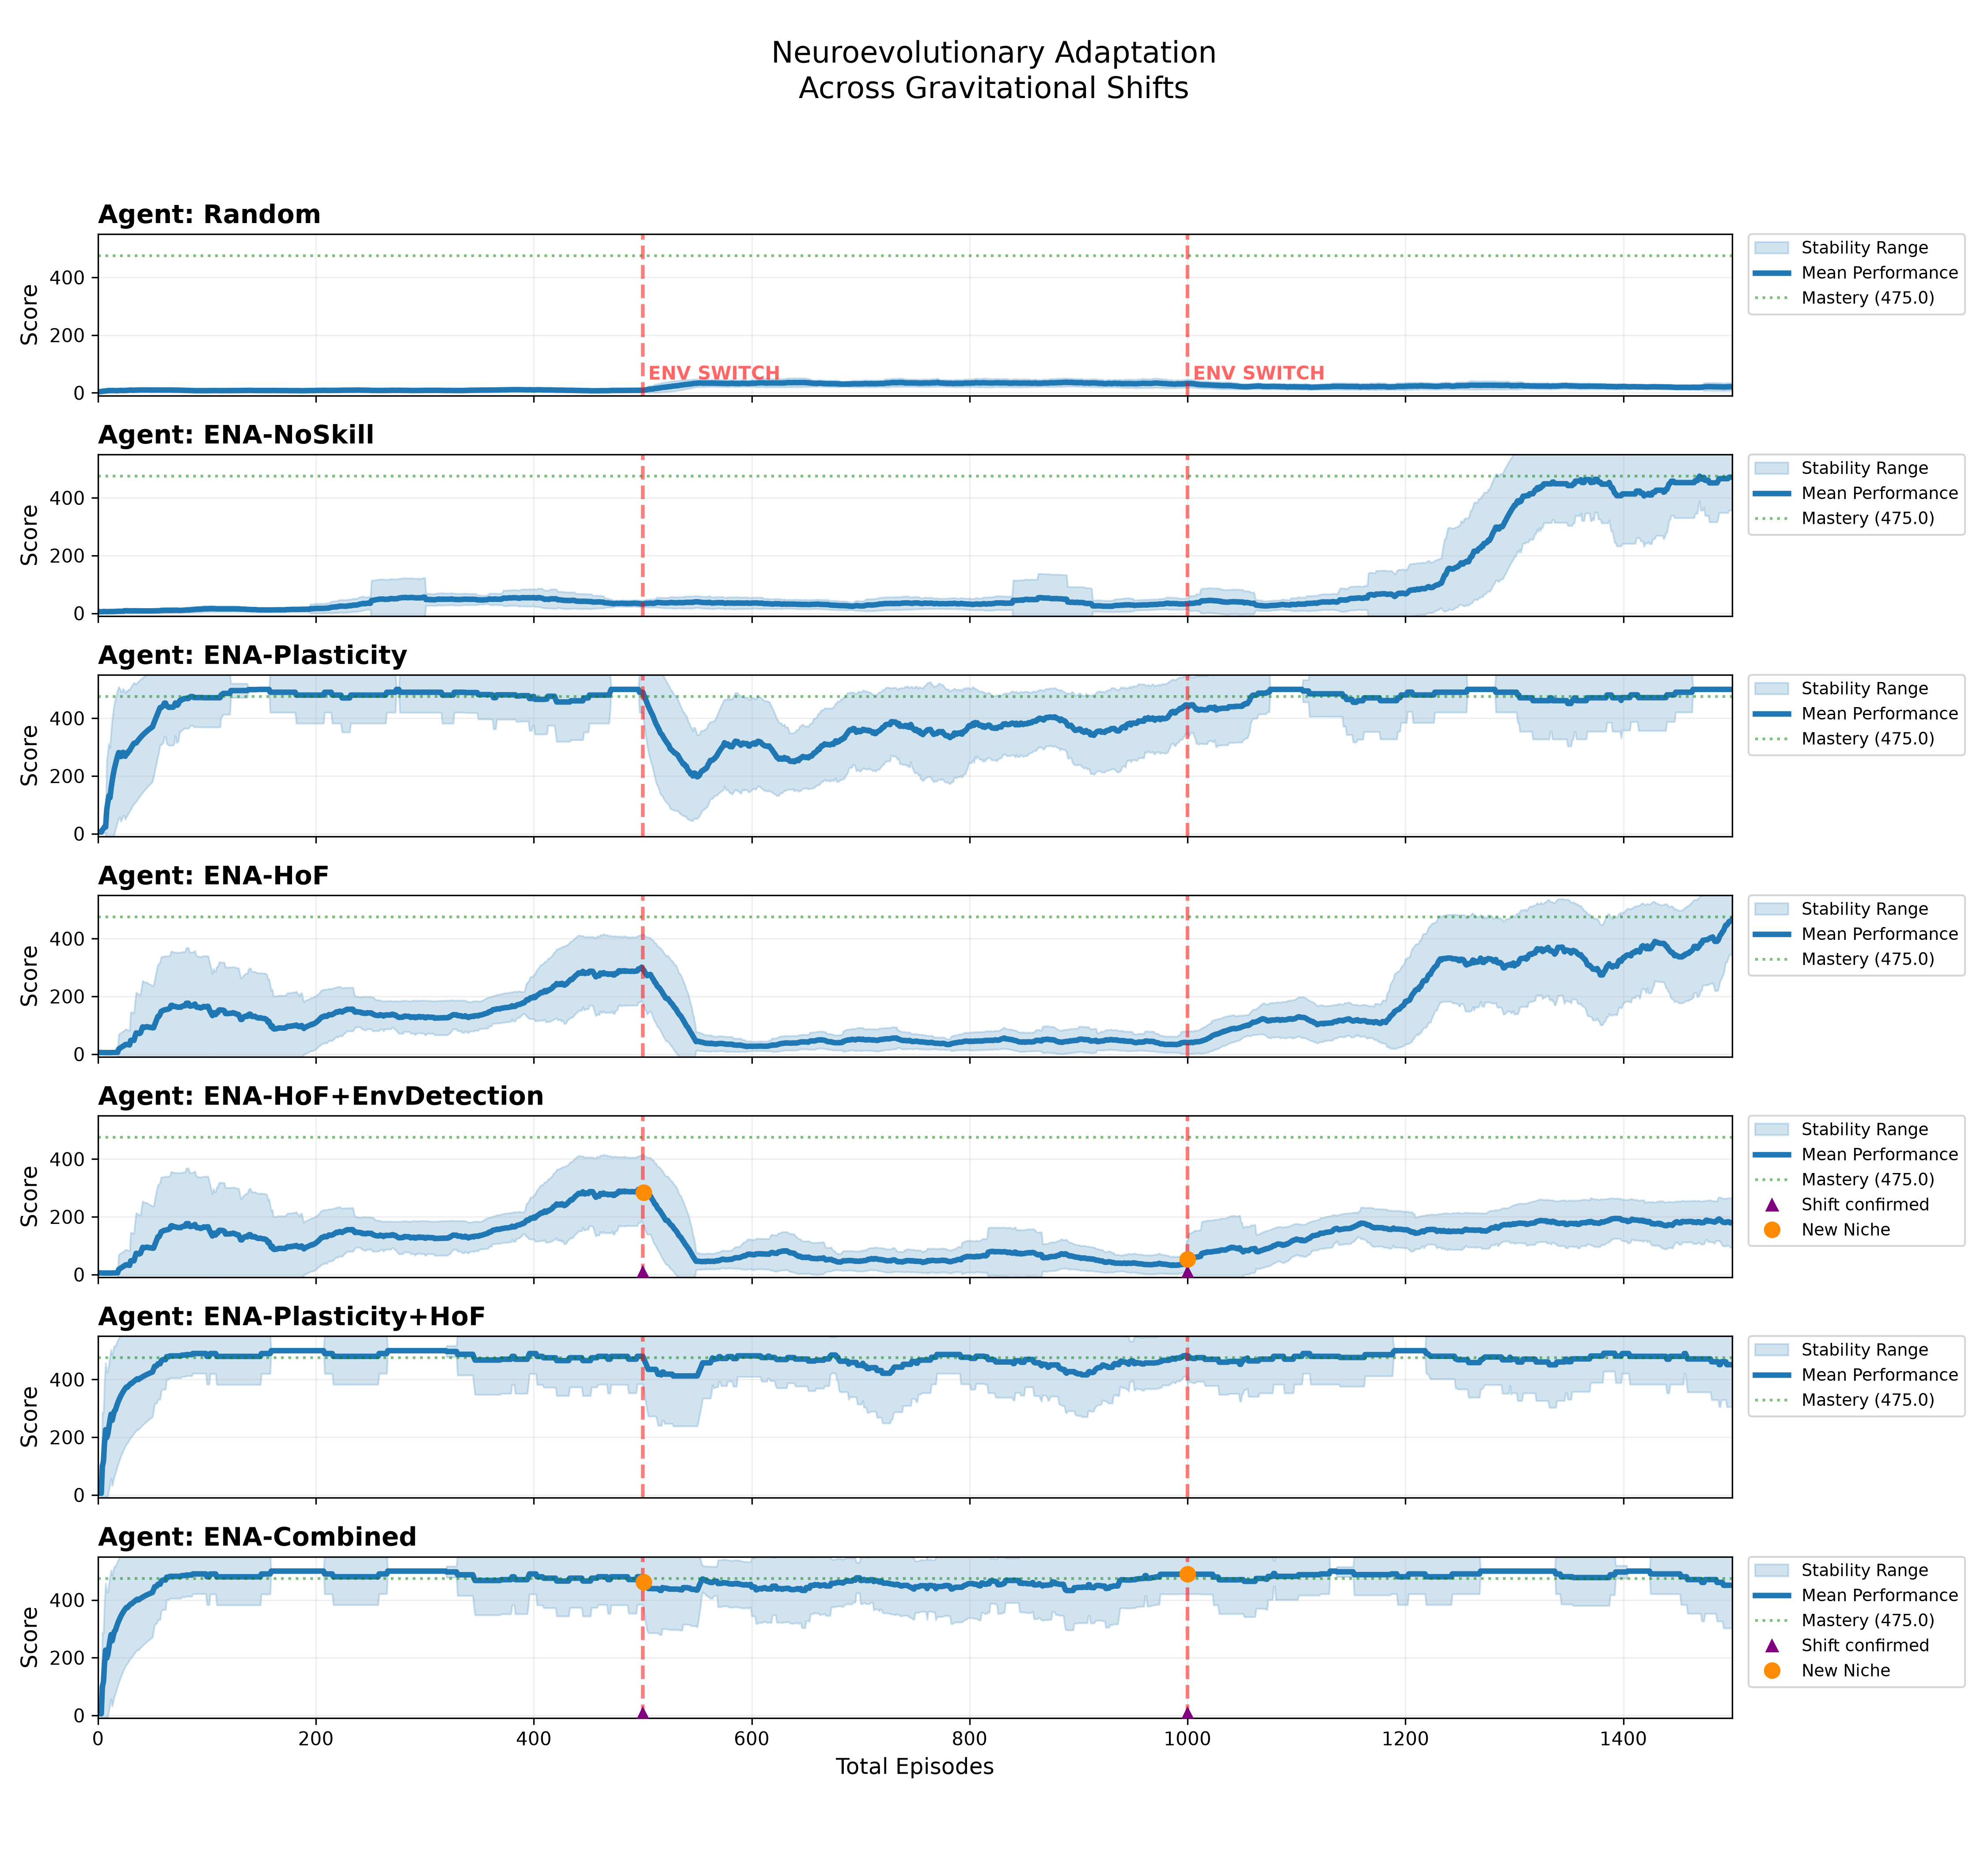 Neuroevolutionary Adaptation
Across Gravitational Shifts
Agent: Random
Score
400
200
0
ENV SWITCH
ENV SWITCH
Stability Range
Mean Performance
Mastery (475.0)
Agent: ENA-NoSkill
Score
400
200
0
Stability Range
Mean Performance
Mastery (475.0)
Agent: ENA-Plasticity
Score
400
200
0
Stability Range
Mean Performance
Mastery (475.0)
Agent: ENA-HoF
Score
400
200
0
Stability Range
Mean Performance
Mastery (475.0)
Agent: ENA-HoF+EnvDetection
Score
400
200
0
Stability Range
Mean Performance
Mastery (475.0)
Shift confirmed
New Niche
Agent: ENA-Plasticity+HoF
Score
400
200
0
Stability Range
Mean Performance
Mastery (475.0)
Agent: ENA-Combined
Score
400
200
0
Stability Range
Mean Performance
Mastery (475.0)
Shift confirmed
New Niche
0 200 400 600 800 1000 1200 1400
Total Episodes